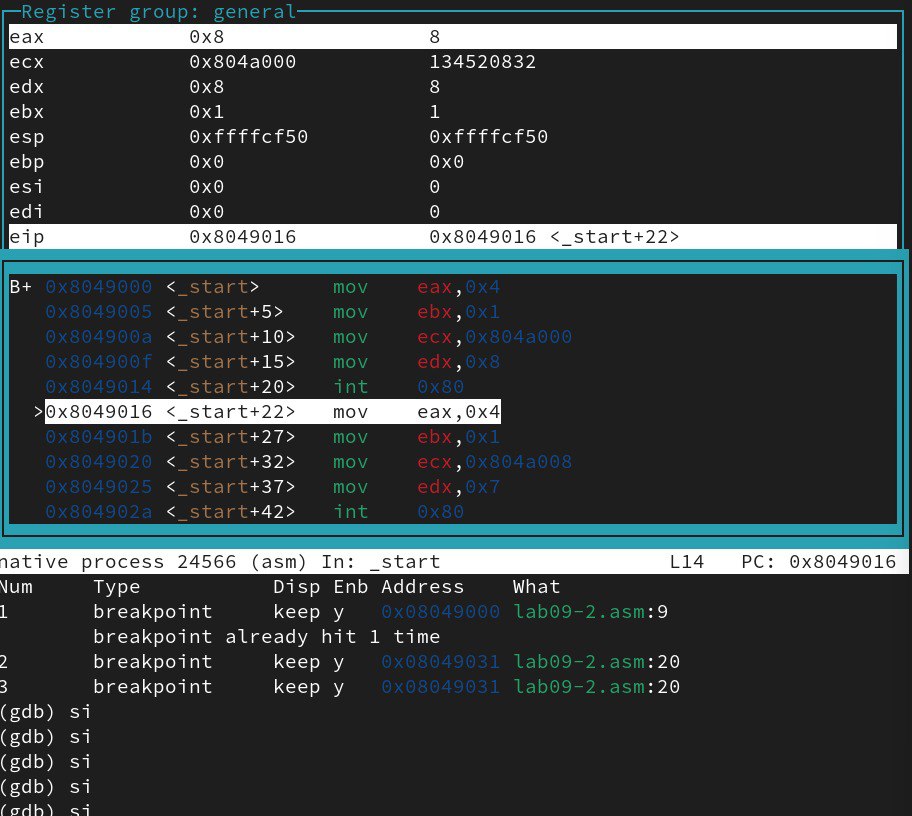 Register group: general
eax 0x8 8
ecx 0x804a000 134520832
edx 0x8 8
ebx 0x1 1
esp 0xffffcf50 0xffffcf50
ebp 0x0 0x0
esi 0x0 0
edi 0x0 0
eip 0x8049016 0x8049016 <_start+22>
B+ 0x8049000 <_start> mov eax,0x4
0x8049005 <_start+5> mov ebx,0x1
0x804900a <_start+10> mov ecx,0x804a000
0x804900f <_start+15> mov edx,0x8
0x8049014 <_start+20> int 0x80
>0x8049016 <_start+22> mov eax,0x4
0x804901b <_start+27> mov ebx,0x1
0x8049020 <_start+32> mov ecx,0x804a008
0x8049025 <_start+37> mov edx,0x7
0x804902a <_start+42> int 0x80
native process 24566 (asm) In: _start L14 PC: 0x8049016
Num Type Disp Enb Address What
1 breakpoint keep y 0x08049000 lab09-2.asm:9
breakpoint already hit 1 time
2 breakpoint keep y 0x08049031 lab09-2.asm:20
3 breakpoint keep y 0x08049031 lab09-2.asm:20
(gdb) si
(gdb) si
(gdb) si
(gdb) si
(gdb) si